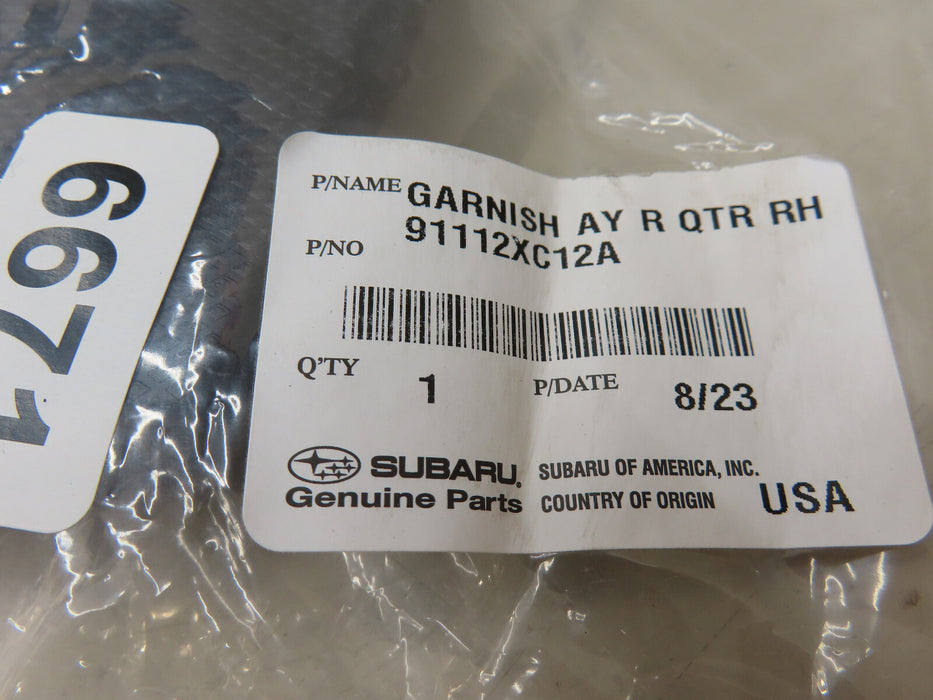 1799
P/NAME GARNISH AY R QTR RH
P/NO 91112XC12A
Q'TY 1 P/DATE 8/23
SUBARU. SUBARU OF AMERICA, INC.
Genuine Parts COUNTRY OF ORIGIN USA